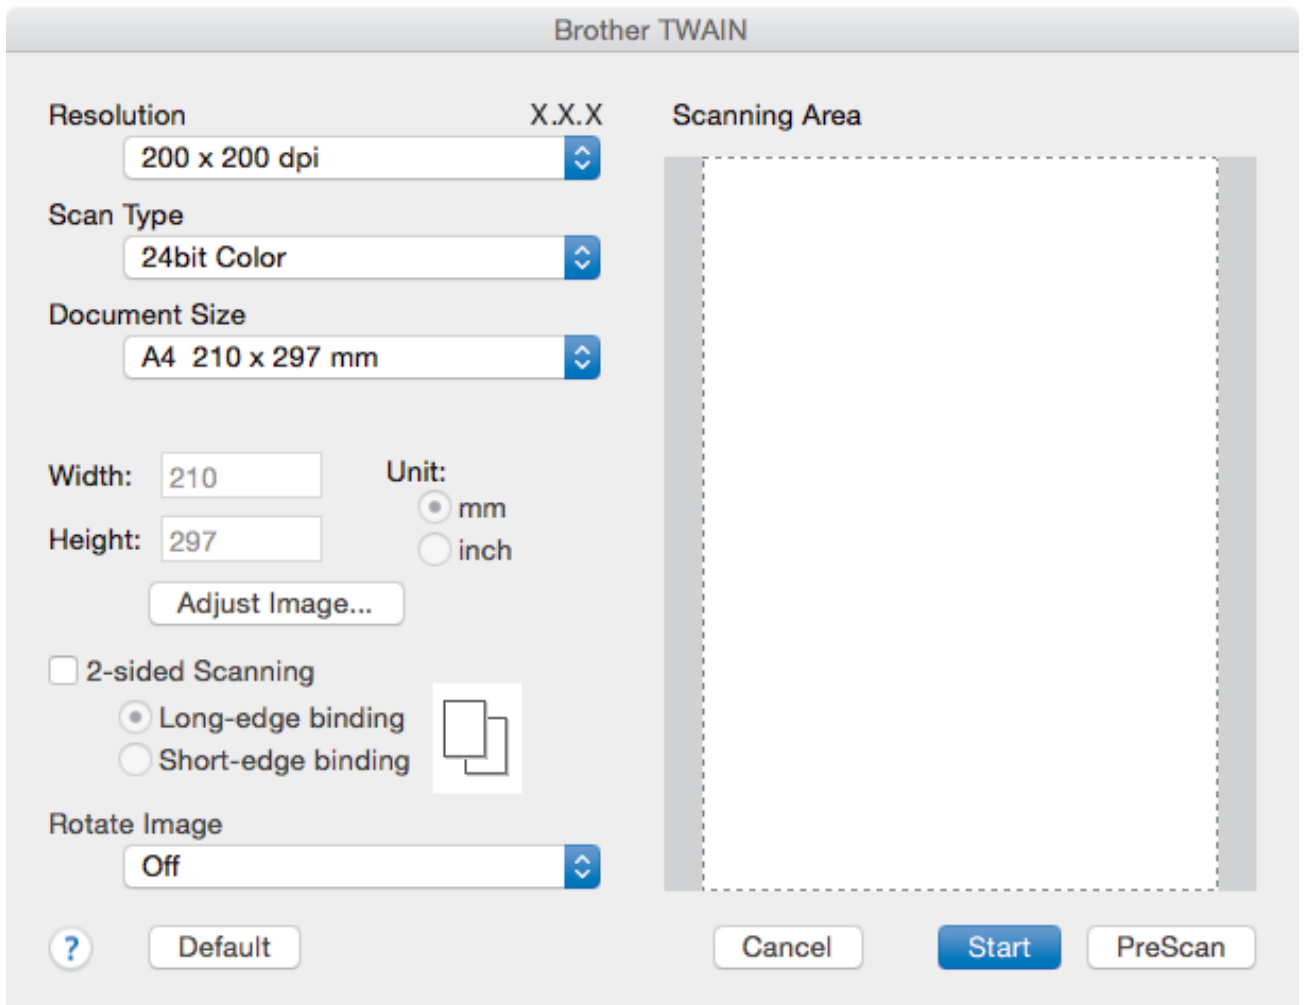 Brother TWAIN
Resolution X.X.X
200 x 200 dpi
Scan Type
24bit Color
Document Size
A4 210 x 297 mm
Width: 210
Height: 297
Unit:
mm
inch
Adjust Image...
2-sided Scanning
Long-edge binding
Short-edge binding
Rotate Image
Off
? Default
Scanning Area
Cancel Start PreScan